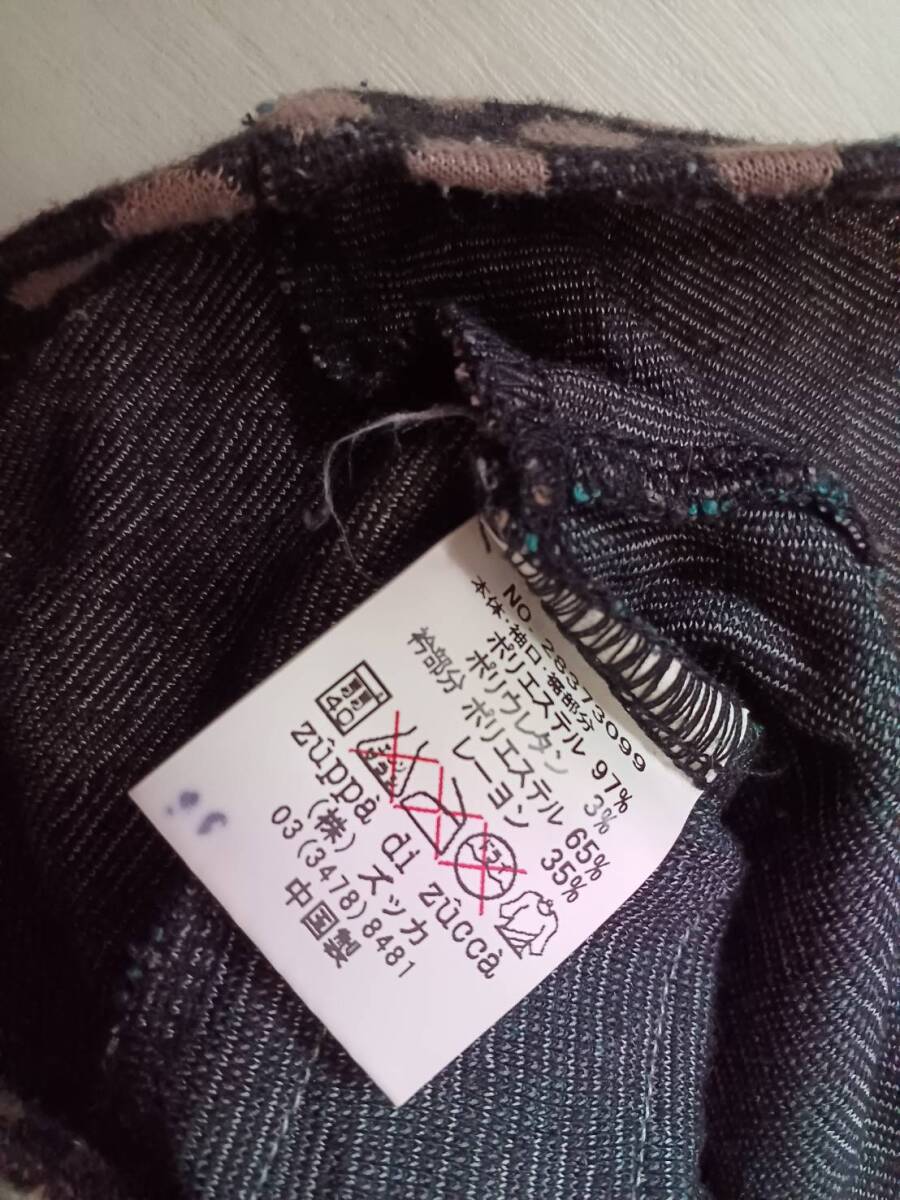 NO. 28373099
本体・袖口・裾部分
ポリエステル 97%
ポリウレタン 3%
衿部分 ポリエステル 65%
レーヨン 35%
40
zùppà di zùccà
(株) ズッカ
03(3478)8481
中国製